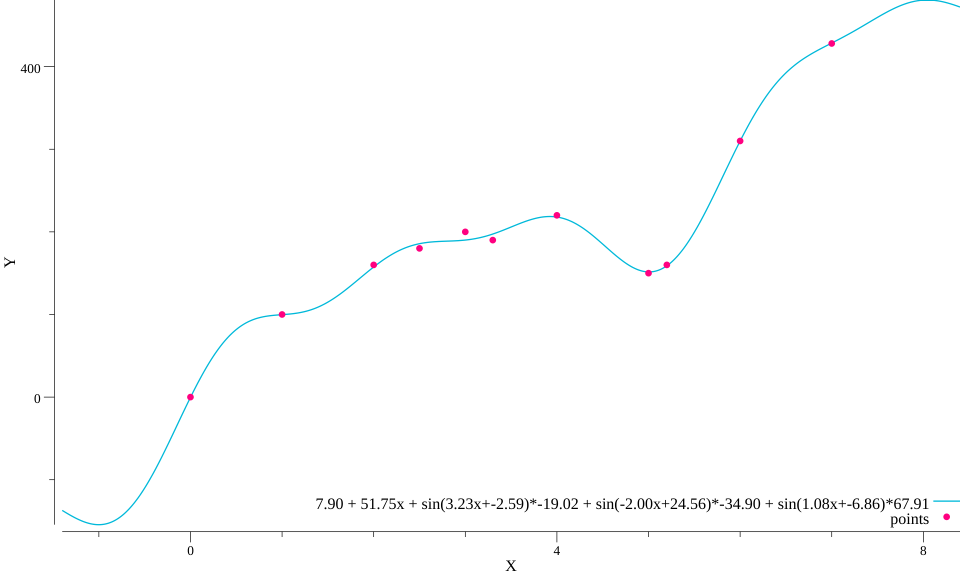 400
0
Y
7.90 + 51.75x + sin(3.23x+-2.59)*-19.02 + sin(-2.00x+24.56)*-34.90 + sin(1.08x+-6.86)*67.91
points
0 4 8
X